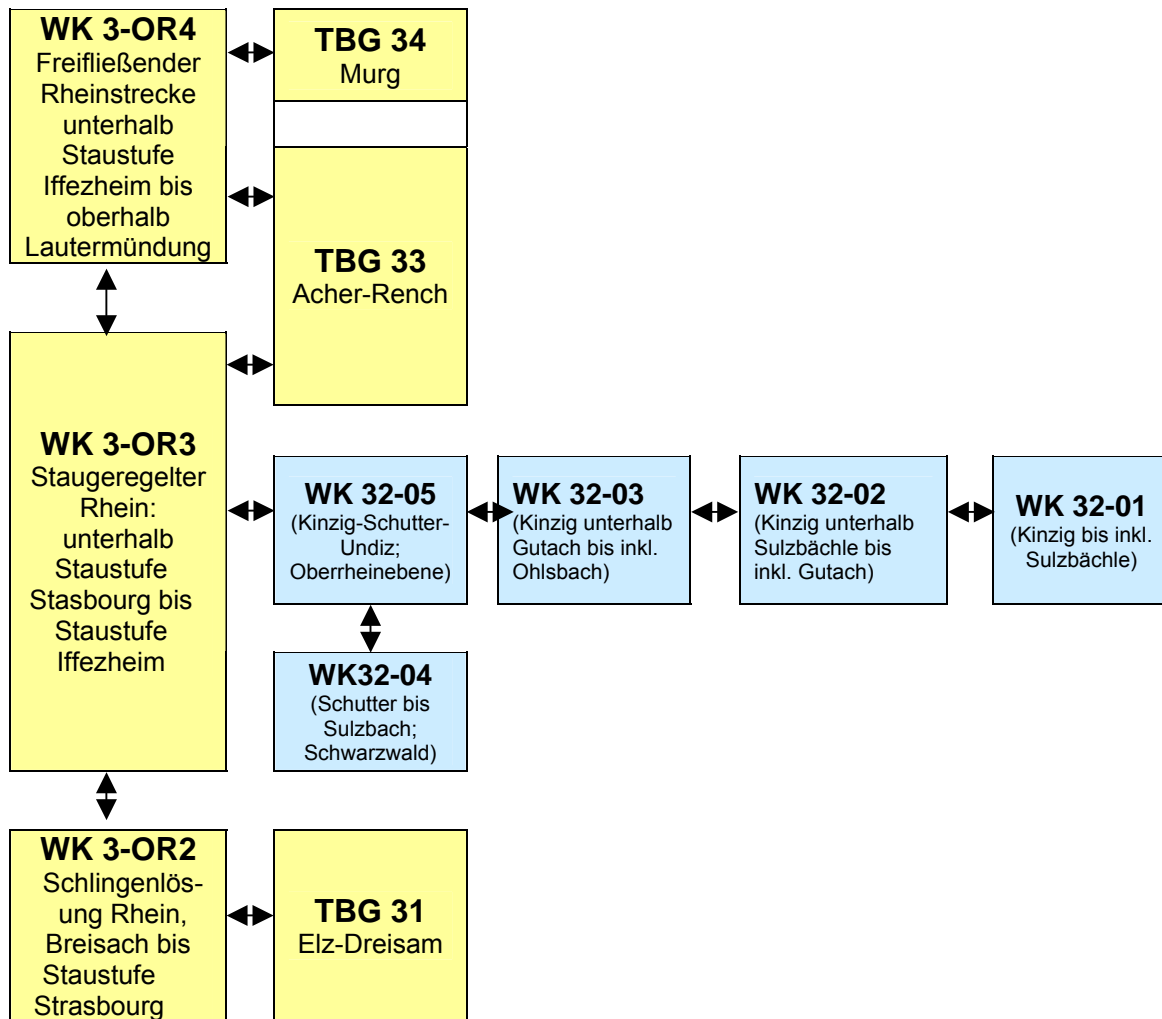 WK 3-OR4
Freifließender
Rheinstrecke
unterhalb
Staustufe
Iffezheim bis
oberhalb
Lautermündung
TBG 34
Murg
TBG 33
Acher-Rench
WK 3-OR3
Staugeregelter
Rhein:
unterhalb
Staustufe
Stasbourg bis
Staustufe
Iffezheim
WK 32-05
(Kinzig-Schutter-
Undiz;
Oberrheinebene)
WK 32-03
(Kinzig unterhalb
Gutach bis inkl.
Ohlsbach)
WK 32-02
(Kinzig unterhalb
Sulzbächle bis
inkl. Gutach)
WK 32-01
(Kinzig bis inkl.
Sulzbächle)
WK32-04
(Schutter bis
Sulzbach;
Schwarzwald)
WK 3-OR2
Schlingenlös-
ung Rhein,
Breisach bis
Staustufe
Strasbourg
TBG 31
Elz-Dreisam